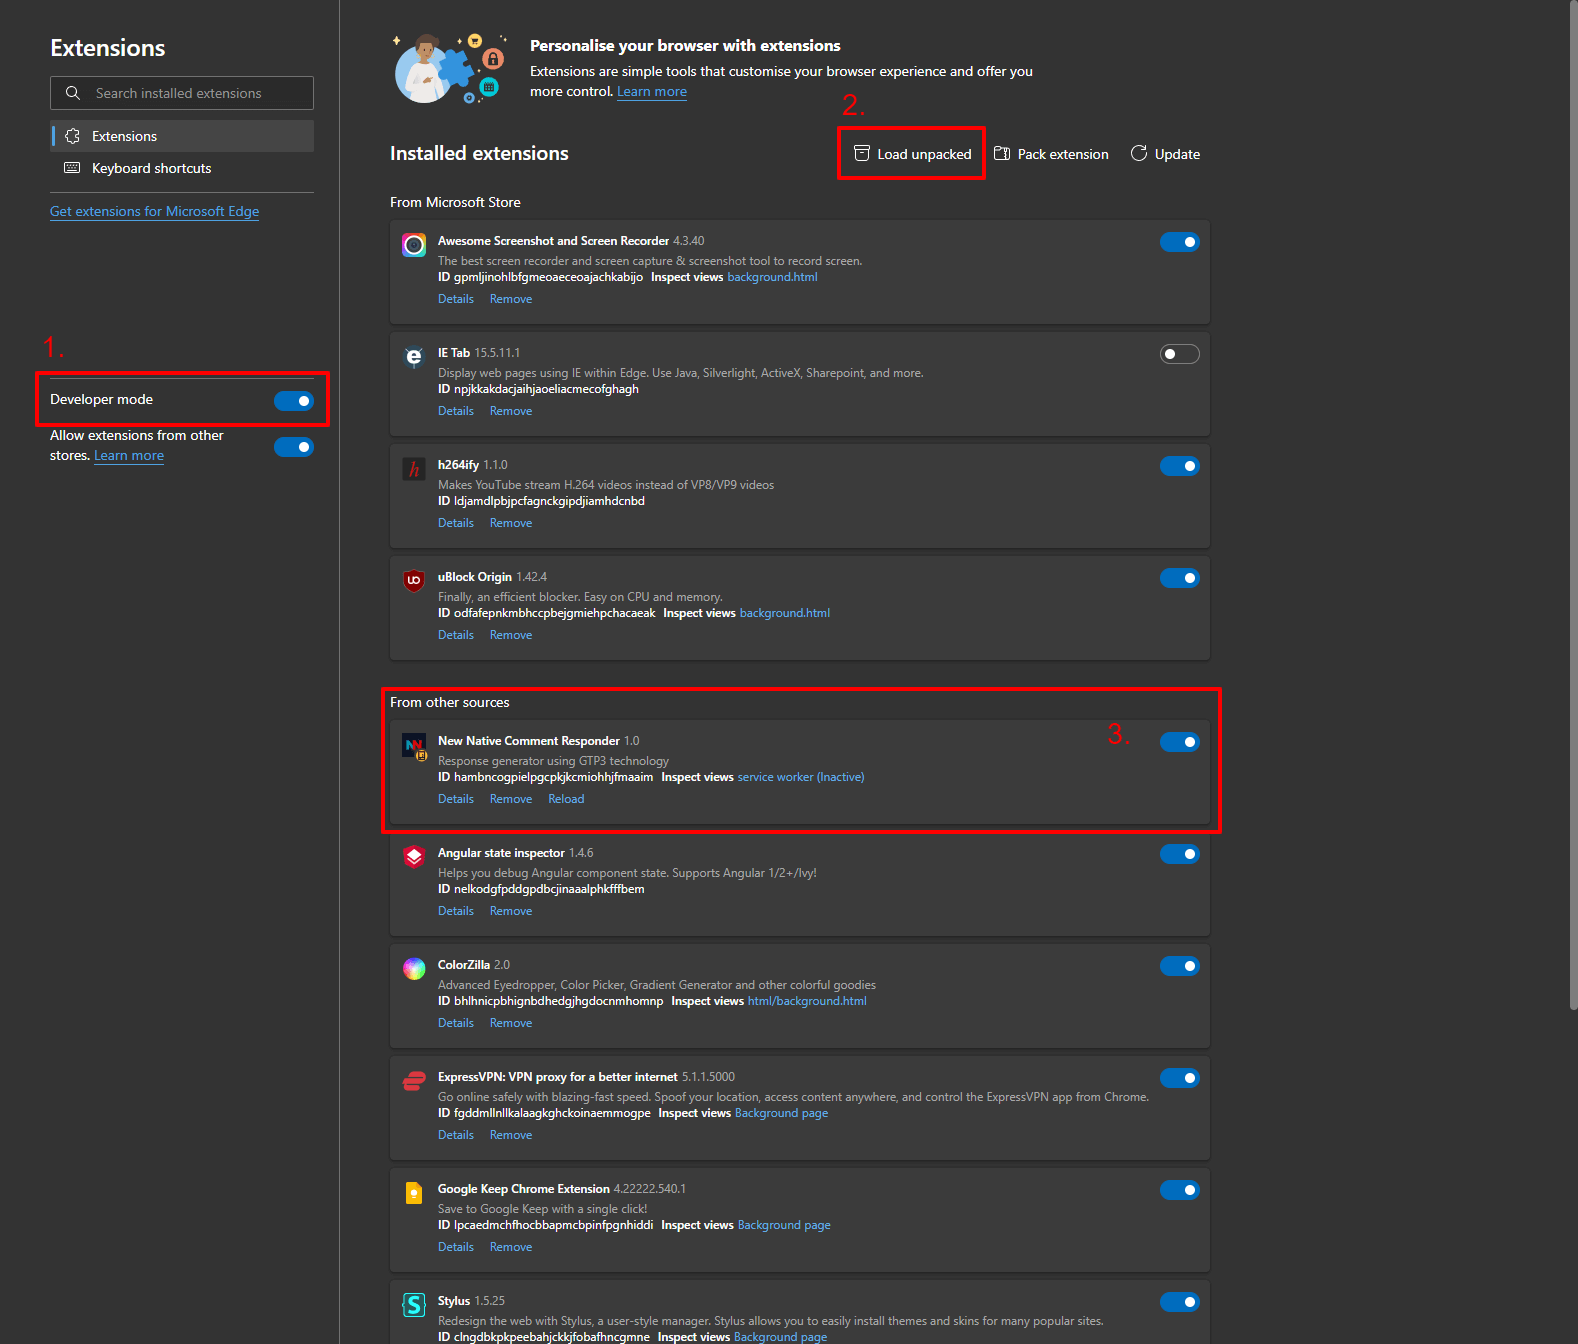 Extensions
Search installed extensions
Extensions
Keyboard shortcuts
Get extensions for Microsoft Edge
1.
Developer mode
Allow extensions from other
stores. Learn more
Personalise your browser with extensions
Extensions are simple tools that customise your browser experience and offer you
more control. Learn more
2.
Installed extensions
Load unpacked
Pack extension
Update
From Microsoft Store
Awesome Screenshot and Screen Recorder 4.3.40
The best screen recorder and screen capture & screenshot tool to record screen.
ID gpmljinohlbfgmeoaeceoajachkabijo Inspect views background.html
Details Remove
IE Tab 15.5.11.1
Display web pages using IE within Edge. Use Java, Silverlight, ActiveX, Sharepoint, and more.
ID npjkkakdacjaihjaoeliacmecofghagh
Details Remove
h
h264ify 1.1.0
Makes YouTube stream H.264 videos instead of VP8/VP9 videos
ID ldjamdlpbjpcfagnckgipdjiamhdcnbd
Details Remove
uBlock Origin 1.42.4
Finally, an efficient blocker. Easy on CPU and memory.
ID odfafepnkmbhccpbejgmiehpchacaeak Inspect views background.html
Details Remove
From other sources
3.
New Native Comment Responder 1.0
Response generator using GTP3 technology
ID hambncogpielpgcpkjkcmiohhjfmaaim Inspect views service worker (Inactive)
Details Remove Reload
Angular state inspector 1.4.6
Helps you debug Angular component state. Supports Angular 1/2+/Ivy!
ID nelkodgfpddgpdbcjinaaalphkfffbem
Details Remove
ColorZilla 2.0
Advanced Eyedropper, Color Picker, Gradient Generator and other colorful goodies
ID bhlhnicpbhignbdhedgjhgdocnmhomnp Inspect views html/background.html
Details Remove
ExpressVPN: VPN proxy for a better internet 5.1.1.5000
Go online safely with blazing-fast speed. Spoof your location, access content anywhere, and control the ExpressVPN app from Chrome.
ID fgddmllnllkalaagkghckoinaemmogpe Inspect views Background page
Details Remove
Google Keep Chrome Extension 4.22222.540.1
Save to Google Keep with a single click!
ID lpcaedmchfhocbbapmcbpinfpgnhiddi Inspect views Background page
Details Remove
S
Stylus 1.5.25
Redesign the web with Stylus, a user-style manager. Stylus allows you to easily install themes and skins for many popular sites.
ID clngdbkpkpeebahjckkjfobafhncgmne Inspect views Background page